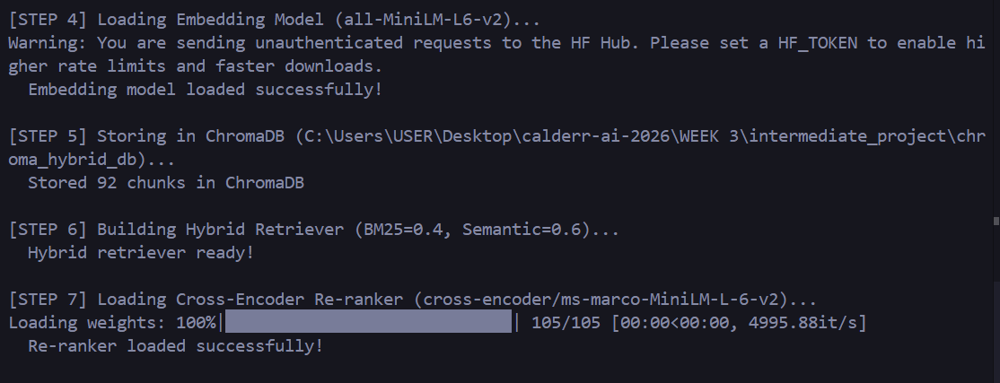 [STEP 4] Loading Embedding Model (all-MiniLM-L6-v2)...
Warning: You are sending unauthenticated requests to the HF Hub. Please set a HF_TOKEN to enable hi
gher rate limits and faster downloads.
  Embedding model loaded successfully!

[STEP 5] Storing in ChromaDB (C:\Users\USER\Desktop\calderr-ai-2026\WEEK 3\intermediate_project\chr
oma_hybrid_db)...
  Stored 92 chunks in ChromaDB

[STEP 6] Building Hybrid Retriever (BM25=0.4, Semantic=0.6)...
  Hybrid retriever ready!

[STEP 7] Loading Cross-Encoder Re-ranker (cross-encoder/ms-marco-MiniLM-L-6-v2)...
Loading weights: 100%|██████████████████████████████| 105/105 [00:00<00:00, 4995.88it/s]
  Re-ranker loaded successfully!